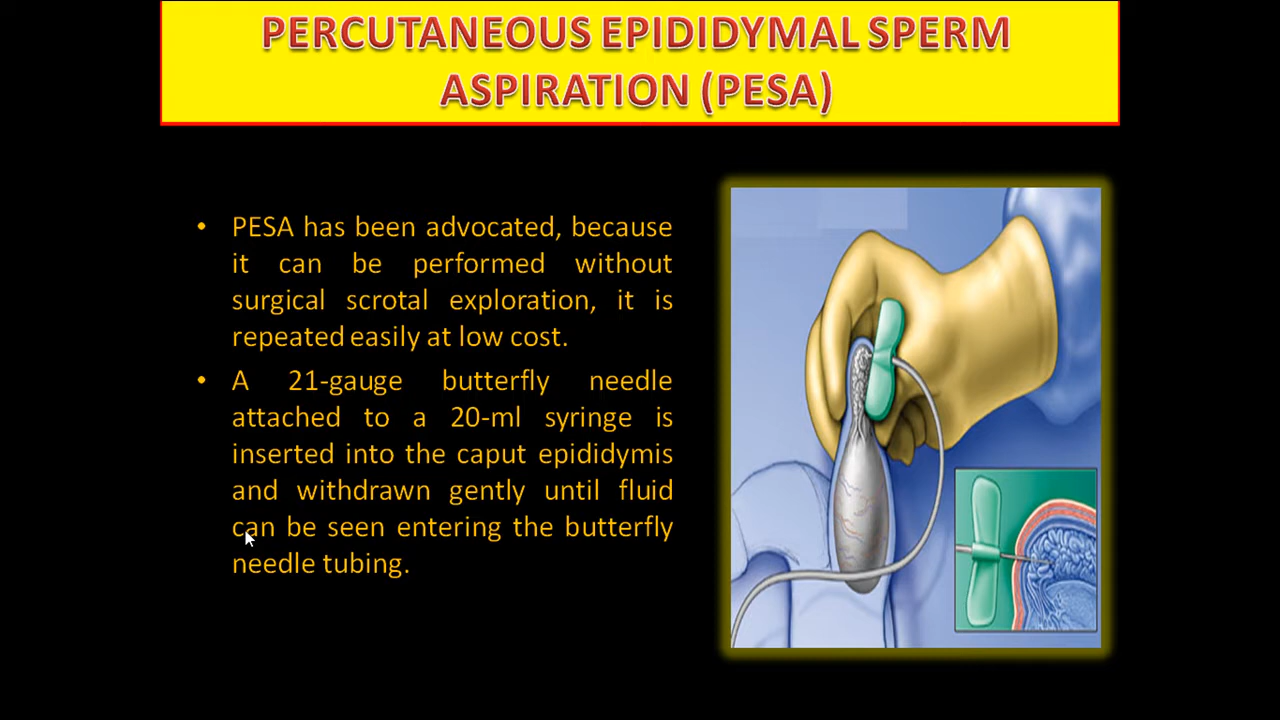 PERCUTANEOUS EPIDIDYMAL SPERM
ASPIRATION (PESA)
• PESA has been advocated, because
it can be performed without
surgical scrotal exploration, it is
repeated easily at low cost.
• A 21-gauge butterfly needle
attached to a 20-ml syringe is
inserted into the caput epididymis
and withdrawn gently until fluid
can be seen entering the butterfly
needle tubing.